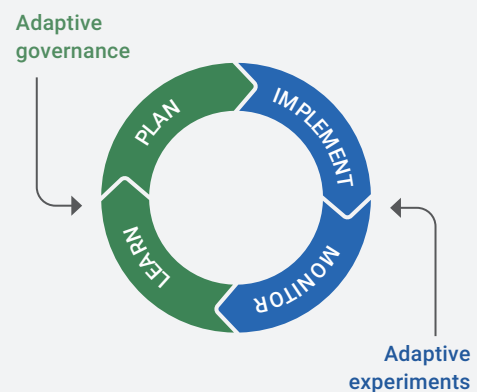 Adaptive
governance
PLAN
IMPLEMENT
MONITOR
LEARN
Adaptive
experiments